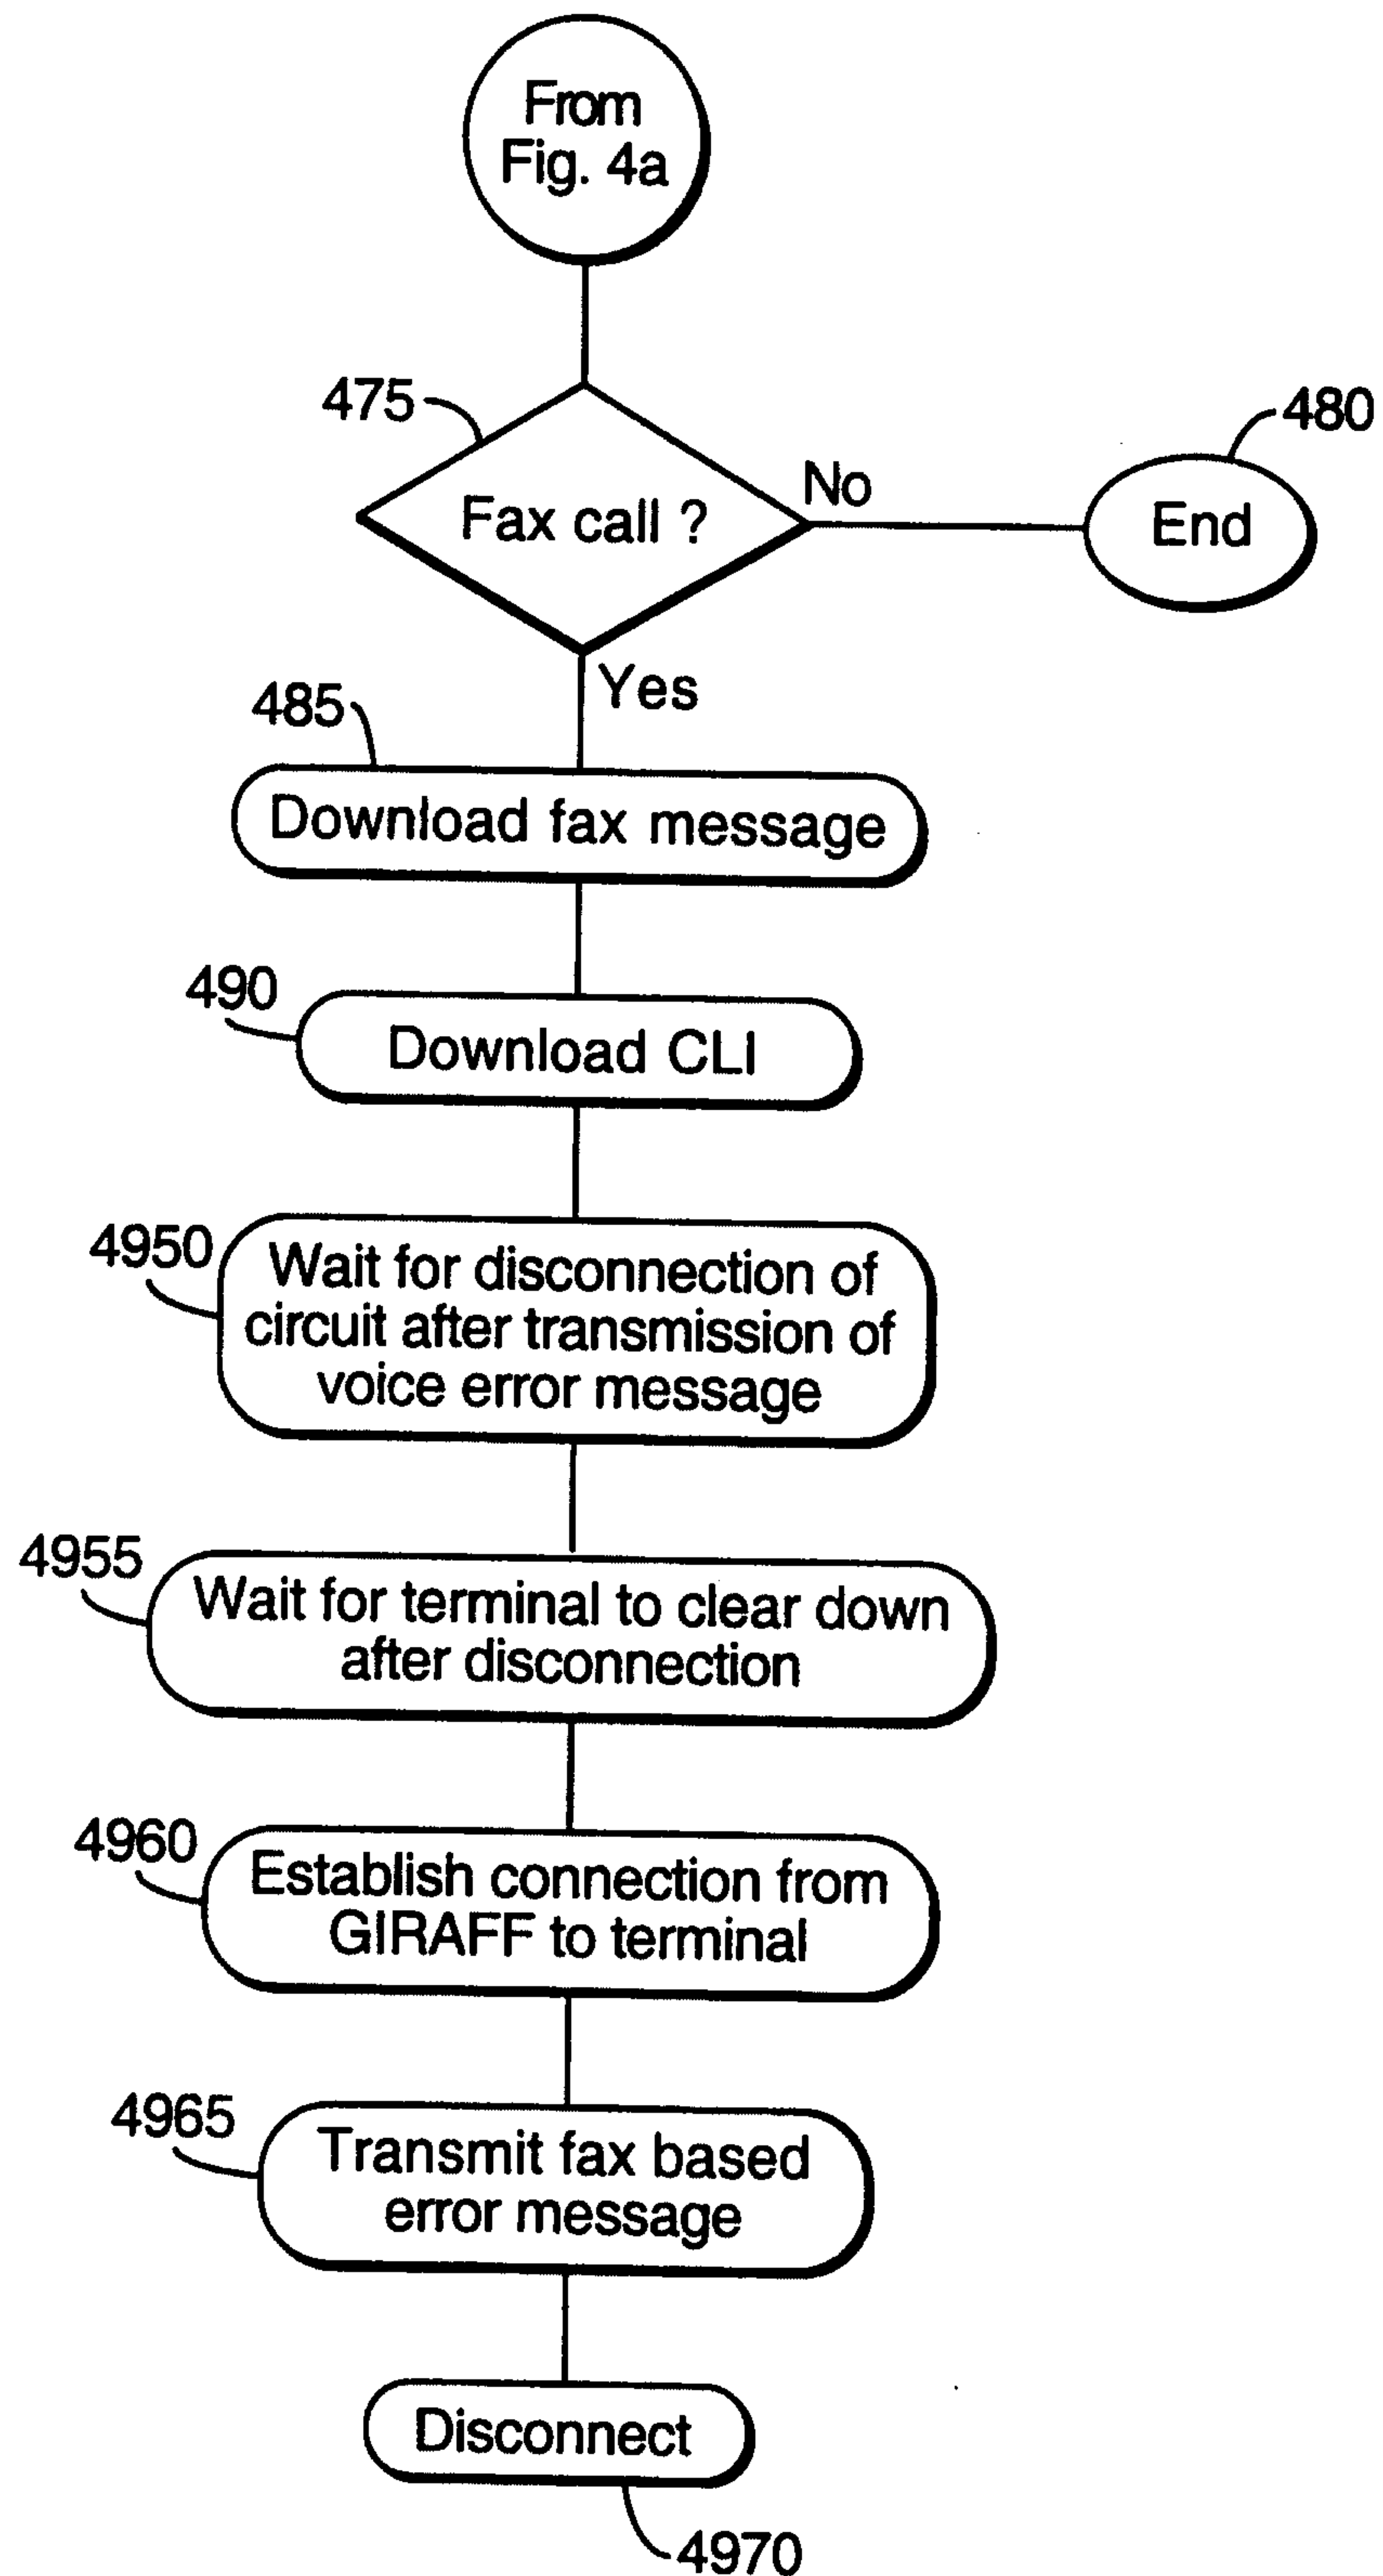 From
Fig. 4a
475
480
Fax call ?
No
End
Yes
485
Download fax message
490
Download CLI
4950
Wait for disconnection of
circuit after transmission of
voice error message
4955
Wait for terminal to clear down
after disconnection
4960
Establish connection from
GIRAFF to terminal
4965
Transmit fax based
error message
Disconnect
4970